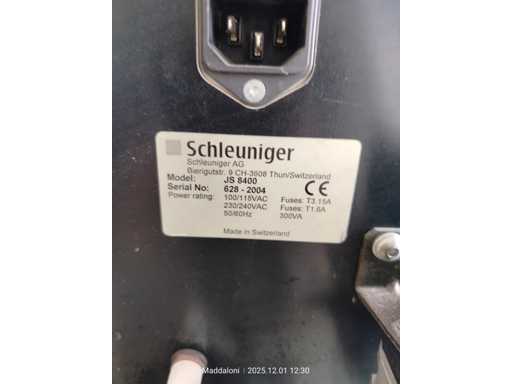 Schleuniger
Schleuniger AG
Bierigutstr. 9 CH-3608 Thun/Switzerland
Model: JS 8400
Serial No: 628 - 2004
Power rating: 100/115VAC Fuses: T3.15A
230/240VAC Fuses: T1.6A
50/60Hz 300VA
CE
Made in Switzerland
Maddaloni | 2025.12.01 12:30